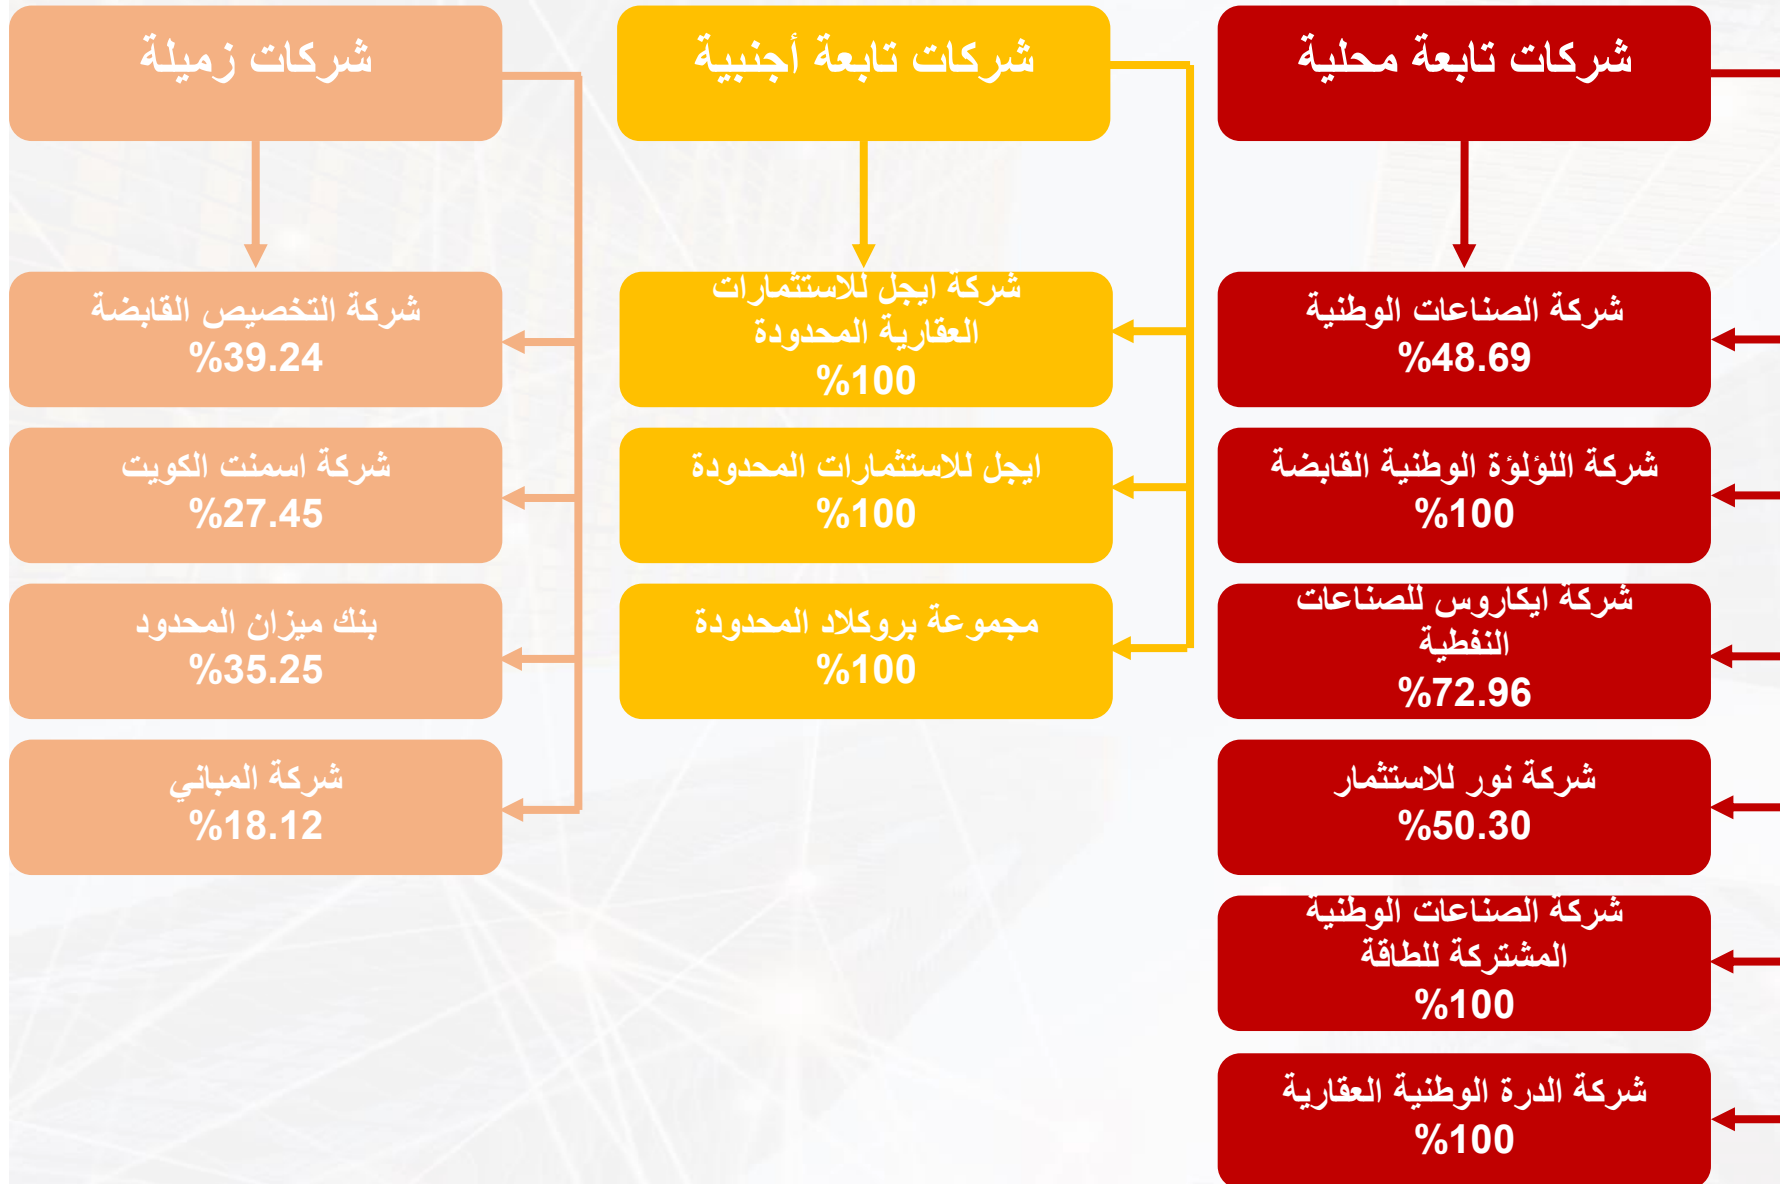 شركات تابعة محلية
شركة الصناعات الوطنية
%48.69
شركة اللؤلؤة الوطنية القابضة
%100
شركة ايكاروس للصناعات
النفطية
%72.96
شركة نور للاستثمار
%50.30
شركة الصناعات الوطنية
المشتركة للطاقة
%100
شركة الدرة الوطنية العقارية
%100
شركات تابعة أجنبية
شركة ايجل للاستثمارات
العقارية المحدودة
%100
ايجل للاستثمارات المحدودة
%100
مجموعة بروكلاد المحدودة
%100
شركات زميلة
شركة التخصيص القابضة
%39.24
شركة اسمنت الكويت
%27.45
بنك ميزان المحدود
%35.25
شركة المباني
%18.12